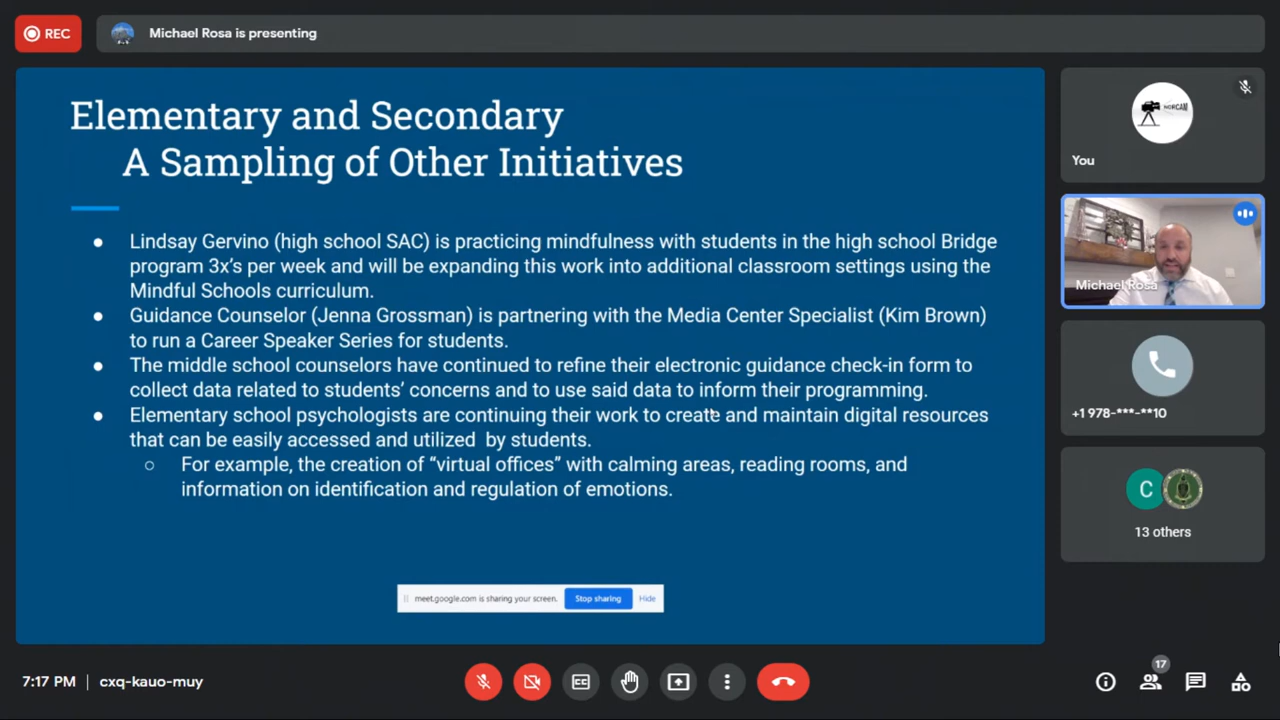 REC
Michael Rosa is presenting
Elementary and Secondary
A Sampling of Other Initiatives
● Lindsay Gervino (high school SAC) is practicing mindfulness with students in the high school Bridge
program 3x's per week and will be expanding this work into additional classroom settings using the
Mindful Schools curriculum.
● Guidance Counselor (Jenna Grossman) is partnering with the Media Center Specialist (Kim Brown)
to run a Career Speaker Series for students.
● The middle school counselors have continued to refine their electronic guidance check-in form to
collect data related to students' concerns and to use said data to inform their programming.
● Elementary school psychologists are continuing their work to create and maintain digital resources
that can be easily accessed and utilized by students.
○ For example, the creation of “virtual offices” with calming areas, reading rooms, and
information on identification and regulation of emotions.
meet.google.com is sharing your screen. Stop sharing Hide
NORCAM
You
Michael Rosa
+1 978-***-**10
C
13 others
7:17 PM | cxq-kauo-muy
CC
17